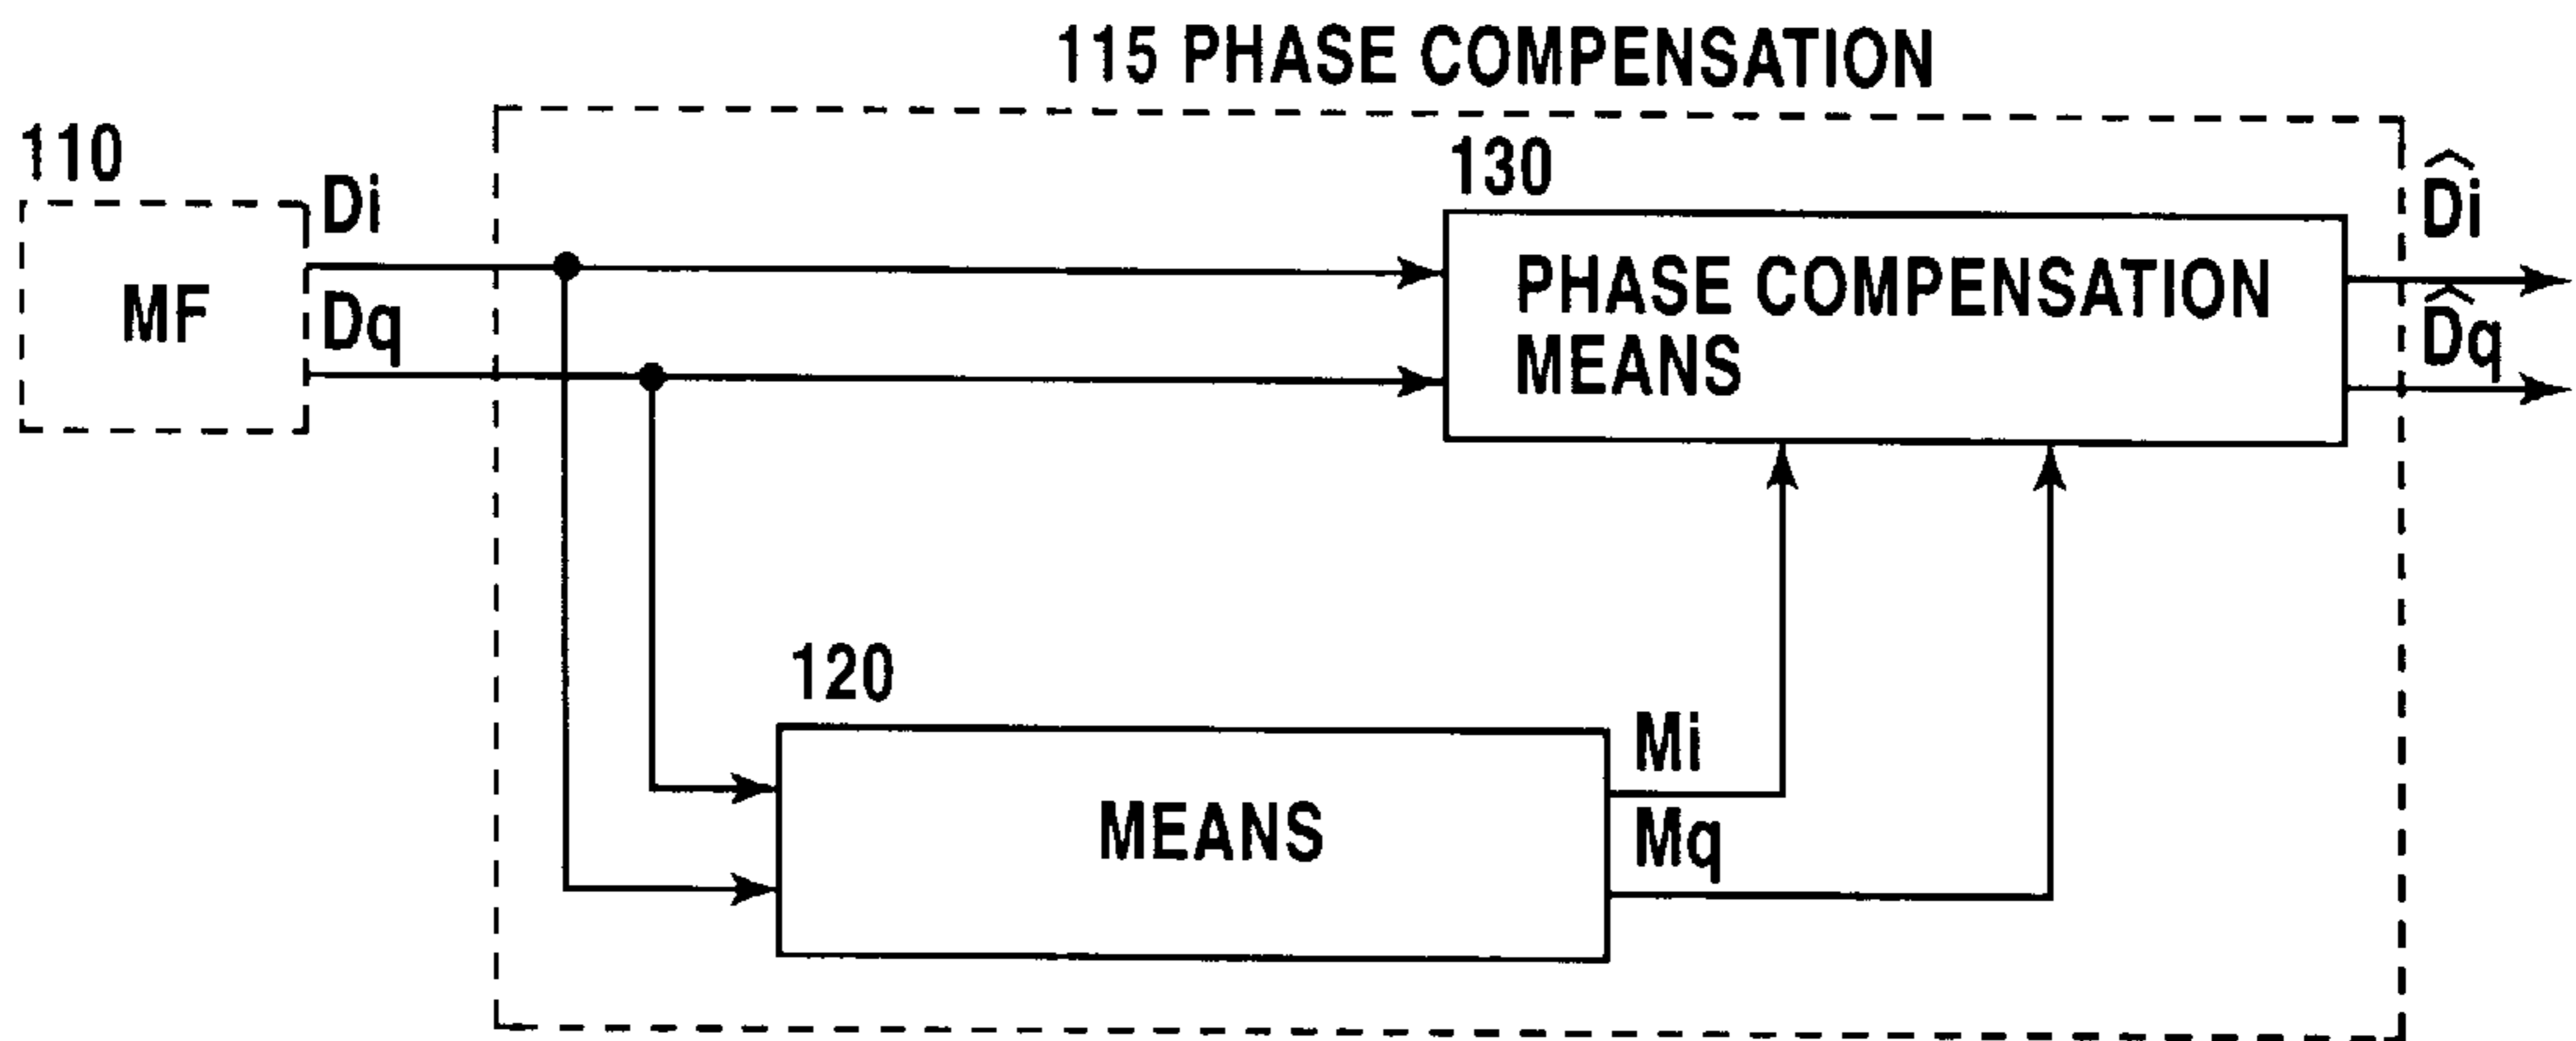 115 PHASE COMPENSATION
110
MF
Di
Dq
130
PHASE COMPENSATION
MEANS
D̂i
D̂q
120
MEANS
Mi
Mq